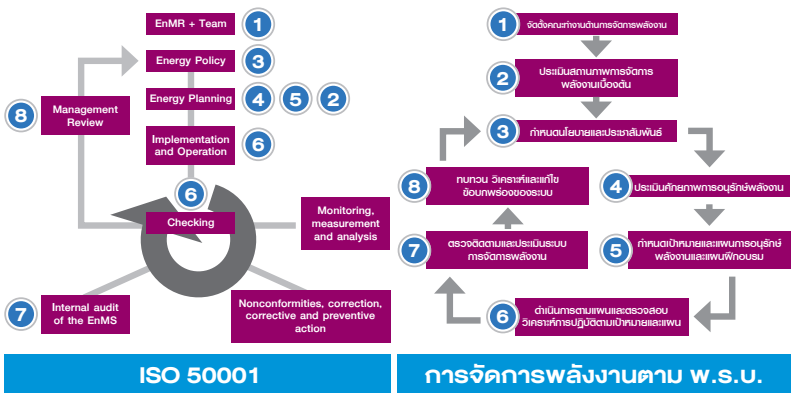 EnMR + Team
1
Energy Policy
3
Energy Planning
4 5 2
8
Management
Review
Implementation
and Operation
6
6
Checking
Monitoring,
measurement
and analysis
7
Internal audit
of the EnMS
Nonconformities, correction,
corrective and preventive
action
ISO 50001
1
จัดตั้งคณะทำงานด้านการจัดการพลังงาน
2
ประเมินสถานภาพการจัดการ
พลังงานเบื้องต้น
3
กำหนดนโยบายและประชาสัมพันธ์
8
ทบทวน วิเคราะห์และแก้ไข
ข้อบกพร่องของระบบ
4
ประเมินศักยภาพการอนุรักษ์พลังงาน
7
ตรวจติดตามและประเมินระบบ
การจัดการพลังงาน
5
กำหนดเป้าหมายและแผนการอนุรักษ์
พลังงานและแผนฝึกอบรม
6
ดำเนินการตามแผนและตรวจสอบ
วิเคราะห์การปฏิบัติตามเป้าหมายและแผน
การจัดการพลังงานตาม พ.ร.บ.